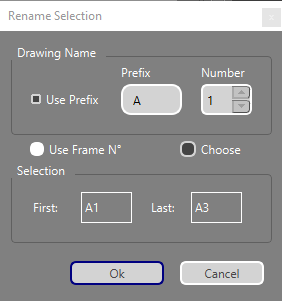 Rename Selection
Drawing Name
Prefix Number
Use Prefix A 1
Use Frame N° Choose
Selection
First: A1 Last: A3
Ok Cancel